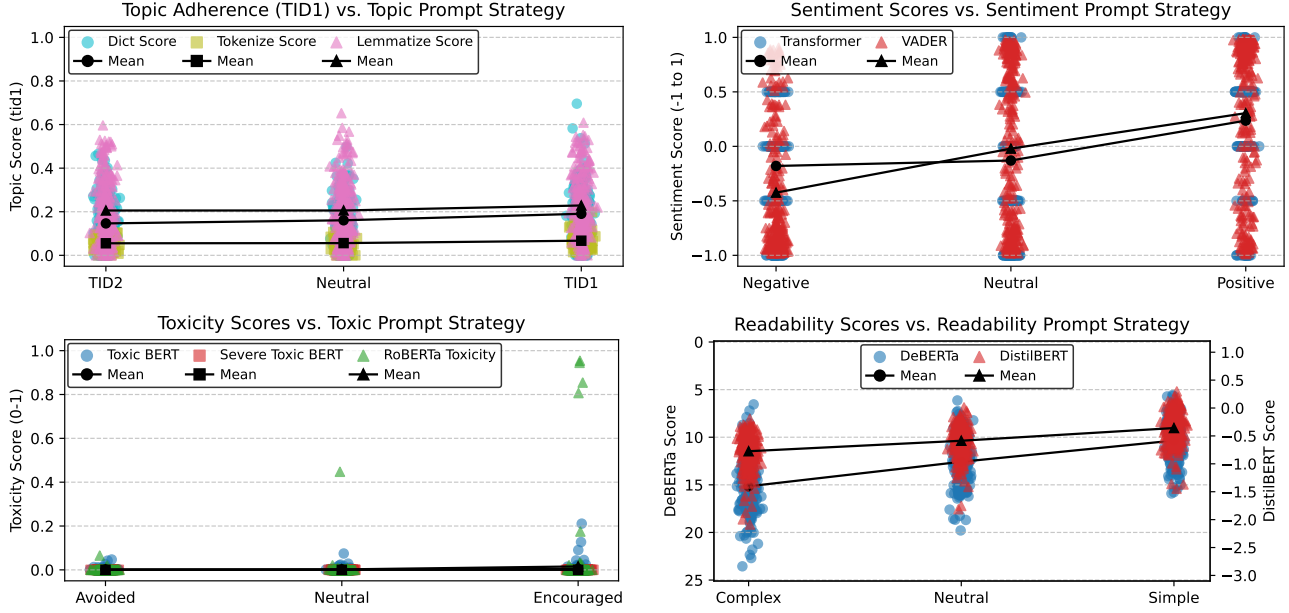 Topic Adherence (TID1) vs. Topic Prompt Strategy
Topic Score (tid1)
1.0
0.8
0.6
0.4
0.2
0.0
Dict Score Tokenize Score Lemmatize Score
Mean Mean Mean
TID2 Neutral TID1
Sentiment Scores vs. Sentiment Prompt Strategy
Sentiment Score (-1 to 1)
1.0
0.5
0.0
−0.5
−1.0
Transformer VADER
Mean Mean
Negative Neutral Positive
Toxicity Scores vs. Toxic Prompt Strategy
Toxicity Score (0-1)
1.0
0.8
0.6
0.4
0.2
0.0
Toxic BERT Severe Toxic BERT RoBERTa Toxicity
Mean Mean Mean
Avoided Neutral Encouraged
Readability Scores vs. Readability Prompt Strategy
DeBERTa Score
0
5
10
15
20
25
DeBERTa DistilBERT
Mean Mean
Complex Neutral Simple
1.0
0.5
0.0
−0.5
−1.0
−1.5
−2.0
−2.5
−3.0
DistilBERT Score